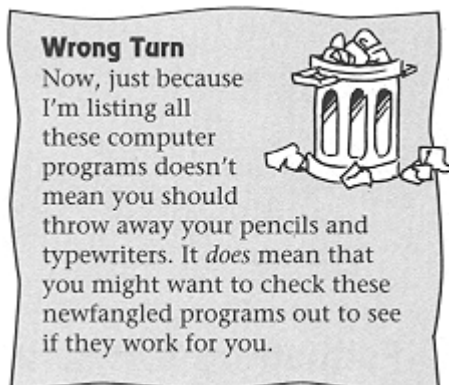 Wrong Turn
Now, just because
I'm listing all
these computer
programs doesn't
mean you should
throw away your pencils and
typewriters. It does mean that
you might want to check these
newfangled programs out to see
if they work for you.